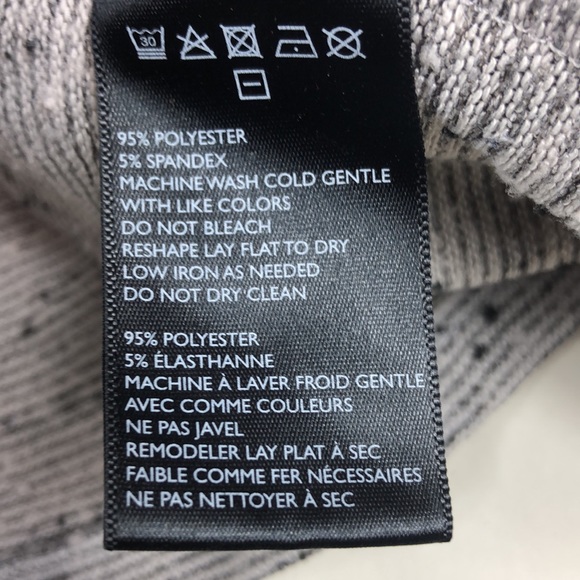 30
95% POLYESTER
5% SPANDEX
MACHINE WASH COLD GENTLE
WITH LIKE COLORS
DO NOT BLEACH
RESHAPE LAY FLAT TO DRY
LOW IRON AS NEEDED
DO NOT DRY CLEAN
95% POLYESTER
5% ÉLASTHANNE
MACHINE À LAVER FROID GENTLE
AVEC COMME COULEURS
NE PAS JAVEL
REMODELER LAY PLAT À SEC
FAIBLE COMME FER NÉCESSAIRES
NE PAS NETTOYER À SEC